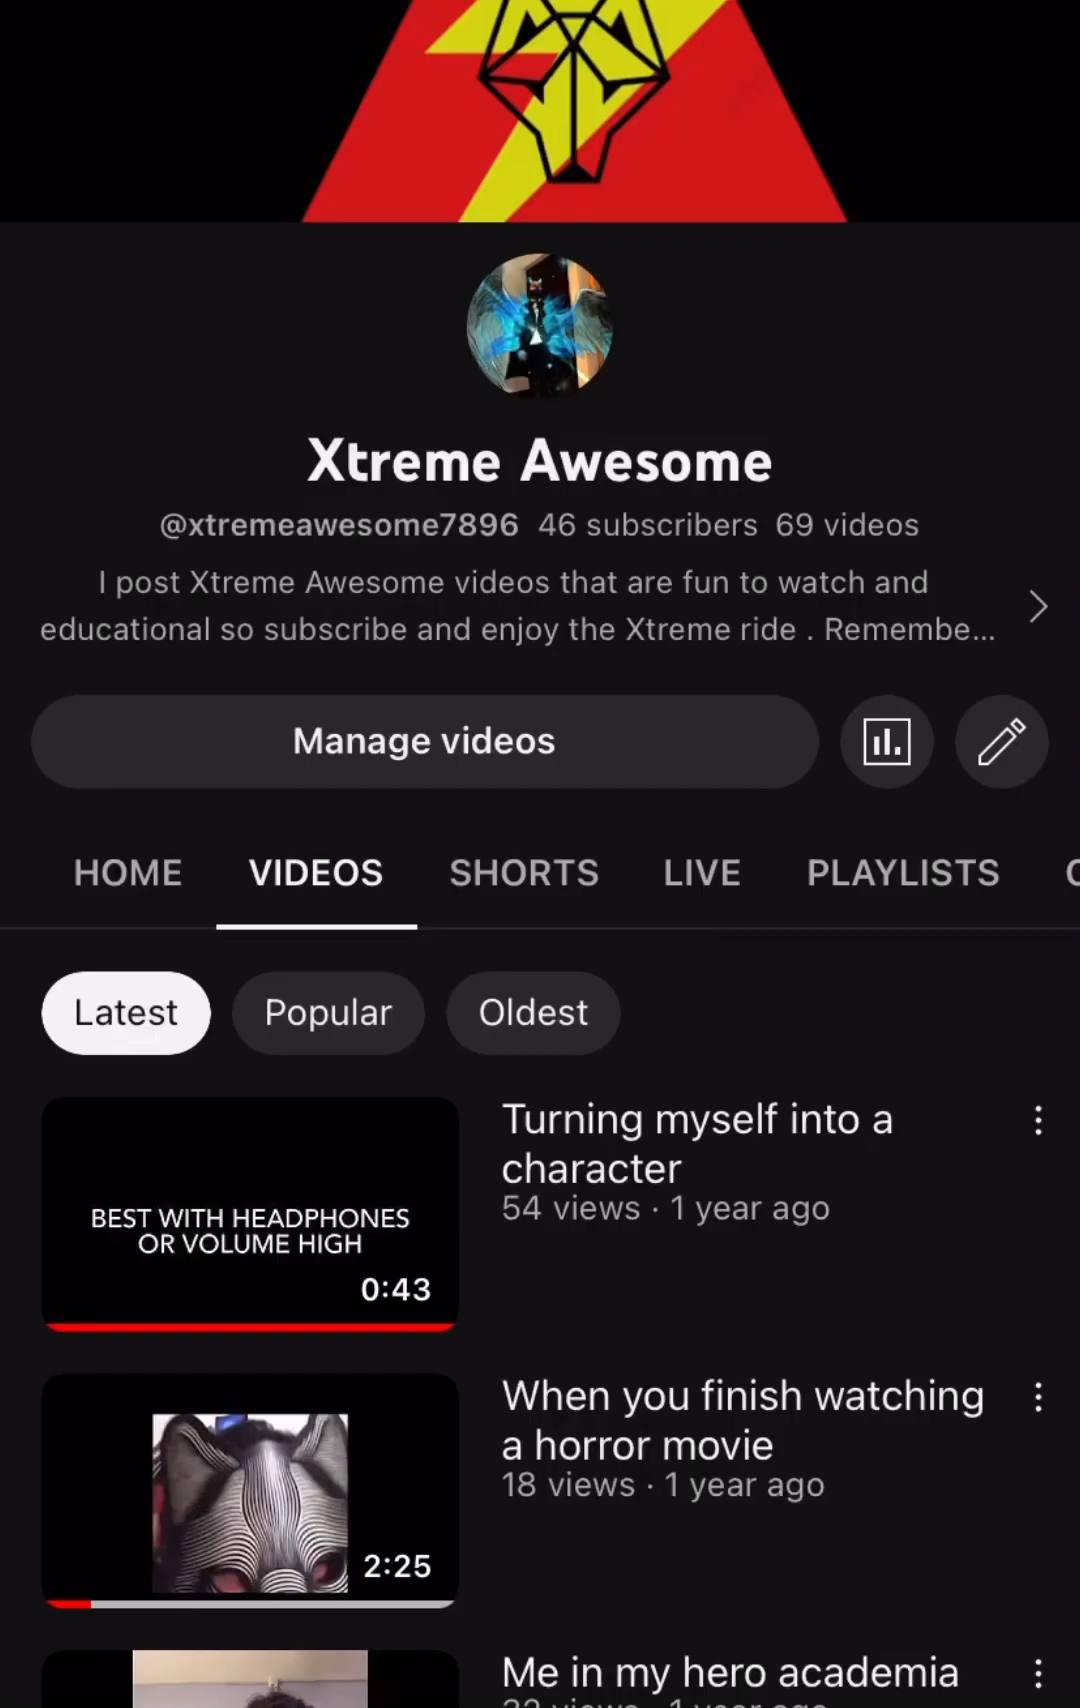 Xtreme Awesome
@xtremeawesome7896 46 subscribers 69 videos
I post Xtreme Awesome videos that are fun to watch and
educational so subscribe and enjoy the Xtreme ride . Remembe...
Manage videos
HOME VIDEOS SHORTS LIVE PLAYLISTS
Latest Popular Oldest
BEST WITH HEADPHONES
OR VOLUME HIGH
0:43
Turning myself into a
character
54 views · 1 year ago
2:25
When you finish watching
a horror movie
18 views · 1 year ago
Me in my hero academia